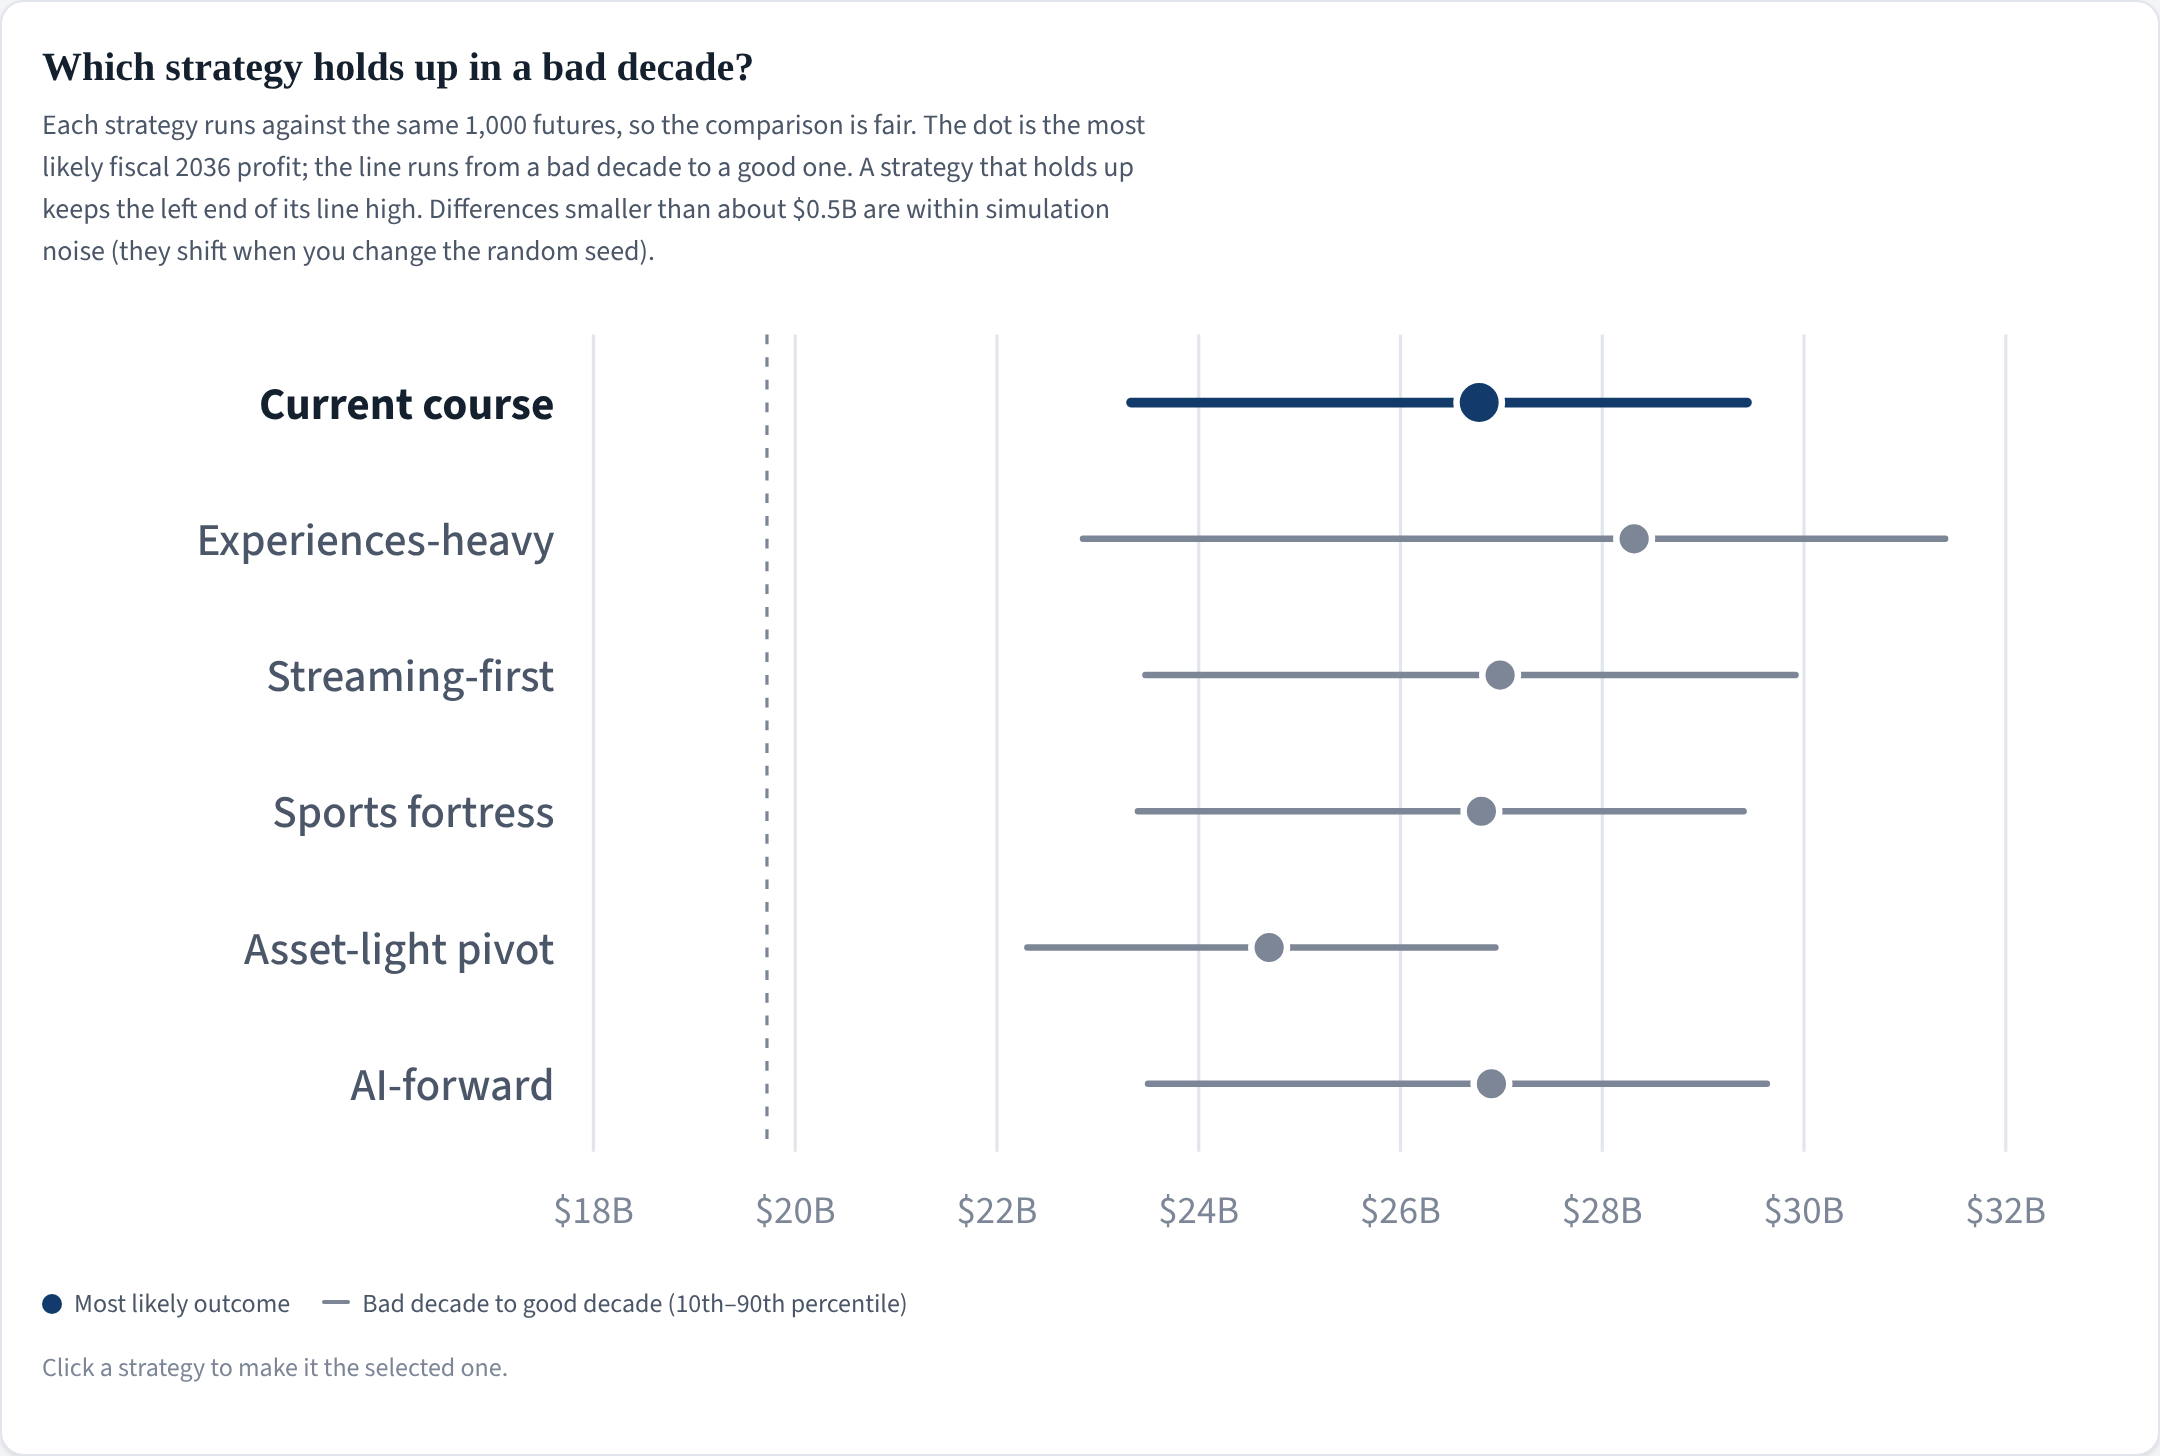 Which strategy holds up in a bad decade?
Each strategy runs against the same 1,000 futures, so the comparison is fair. The dot is the most
likely fiscal 2036 profit; the line runs from a bad decade to a good one. A strategy that holds up
keeps the left end of its line high. Differences smaller than about $0.5B are within simulation
noise (they shift when you change the random seed).
Current course
Experiences-heavy
Streaming-first
Sports fortress
Asset-light pivot
AI-forward
$18B $20B $22B $24B $26B $28B $30B $32B
Most likely outcome Bad decade to good decade (10th–90th percentile)
Click a strategy to make it the selected one.